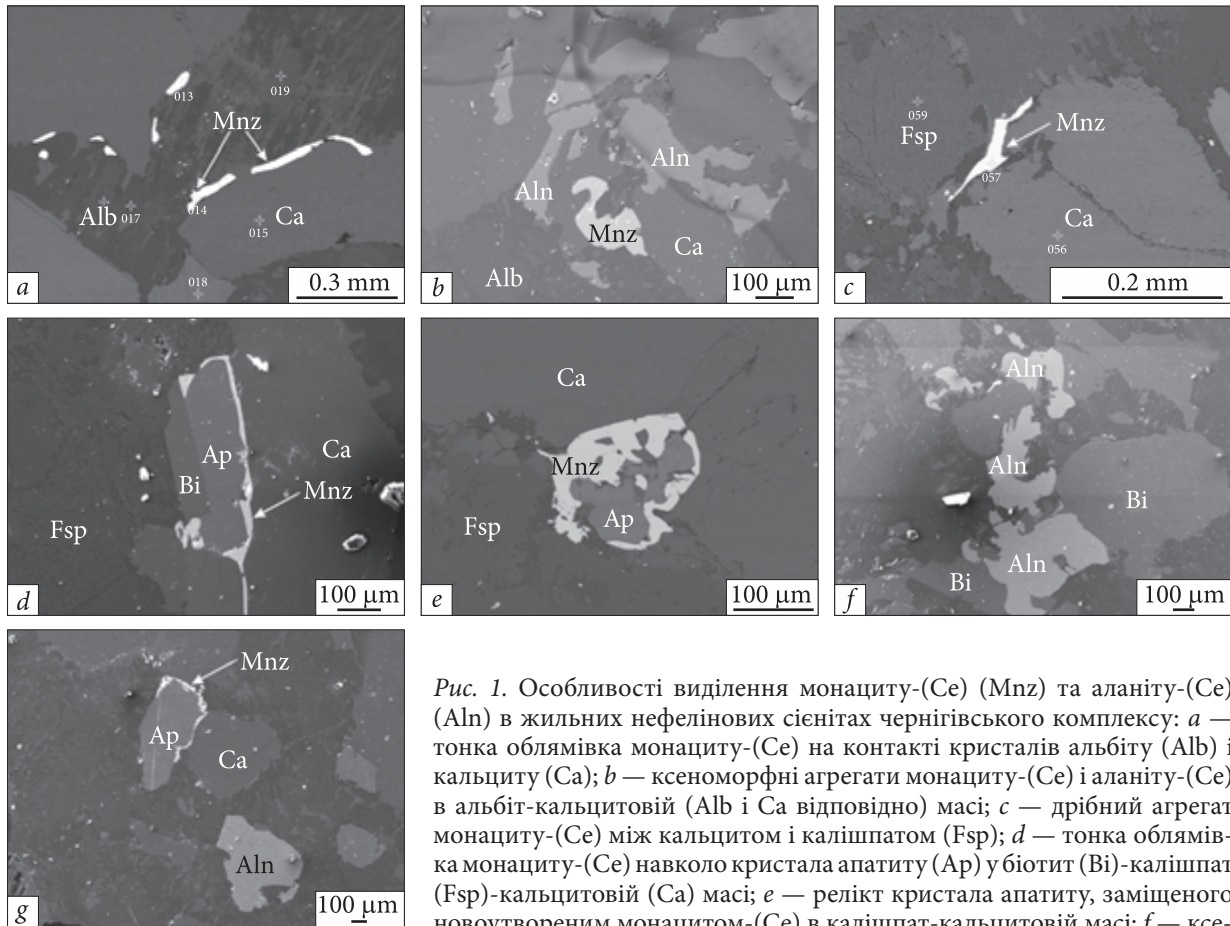 013
019
Mnz
014
Alb 017
Ca
015
018
a
0.3 mm
Aln
Aln
Mnz
Ca
Alb
b
100 µm
059
Fsp
Mnz
057
Ca
056
c
0.2 mm
Ap
Ca
Bi
Mnz
Fsp
d
100 µm
Ca
Mnz
Fsp
Ap
e
100 µm
Aln
Aln
Bi
Aln
Bi
f
100 µm
Mnz
Ap
Ca
Aln
g
100 µm
Рис. 1. Особливості виділення монациту-(Ce) (Mnz) та аланіту-(Ce)
(Aln) в жильних нефелінових сієнітах чернігівського комплексу: a —
тонка облямівка монациту-(Ce) на контакті кристалів альбіту (Alb) і
кальциту (Ca); b — ксеноморфні агрегати монациту-(Ce) і аланіту-(Ce)
в альбіт-кальцитовій (Alb і Ca відповідно) масі; c — дрібний агрегат
монациту-(Ce) між кальцитом і калішпатом (Fsp); d — тонка облямів-
ка монациту-(Ce) навколо кристала апатиту (Ap) у біотит (Bi)-калішпат
(Fsp)-кальцитовій (Ca) масі; e — релікт кристала апатиту, заміщеного
новоутвореним монацитом-(Ce) в калішпат-кальцитовій масі; f — ксе-